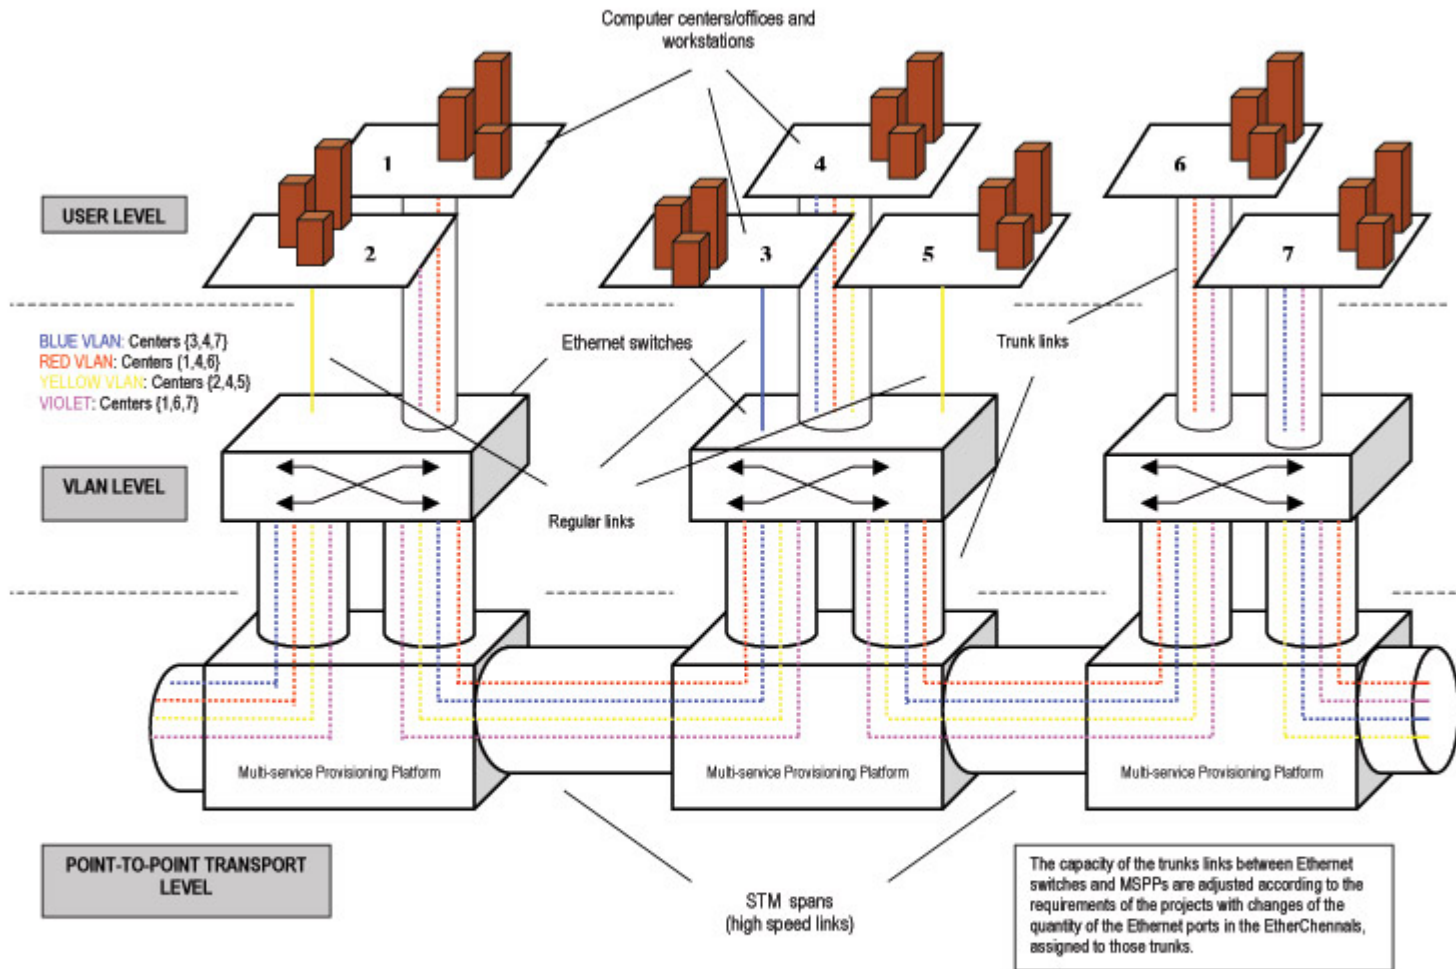 Computer centers/offices and
workstations
1
4
6
USER LEVEL
2
3
5
7
BLUE VLAN: Centers {3,4,7}
RED VLAN: Centers (1,4,6}
YELLOW VLAN: Centers {2,4,5}
VIOLET: Centers {1,6,7}
Ethernet switches
Trunk links
VLAN LEVEL
Regular links
Multi-service Provisioning Platform
Multi-service Provisioning Platform
Multi-service Provisioning Platform
POINT-TO-POINT TRANSPORT
LEVEL
STM spans
(high speed links)
The capacity of the trunks links between Ethernet
switches and MSPPs are adjusted according to the
requirements of the projects with changes of the
quantity of the Ethernet ports in the EtherChennals,
assigned to those trunks.